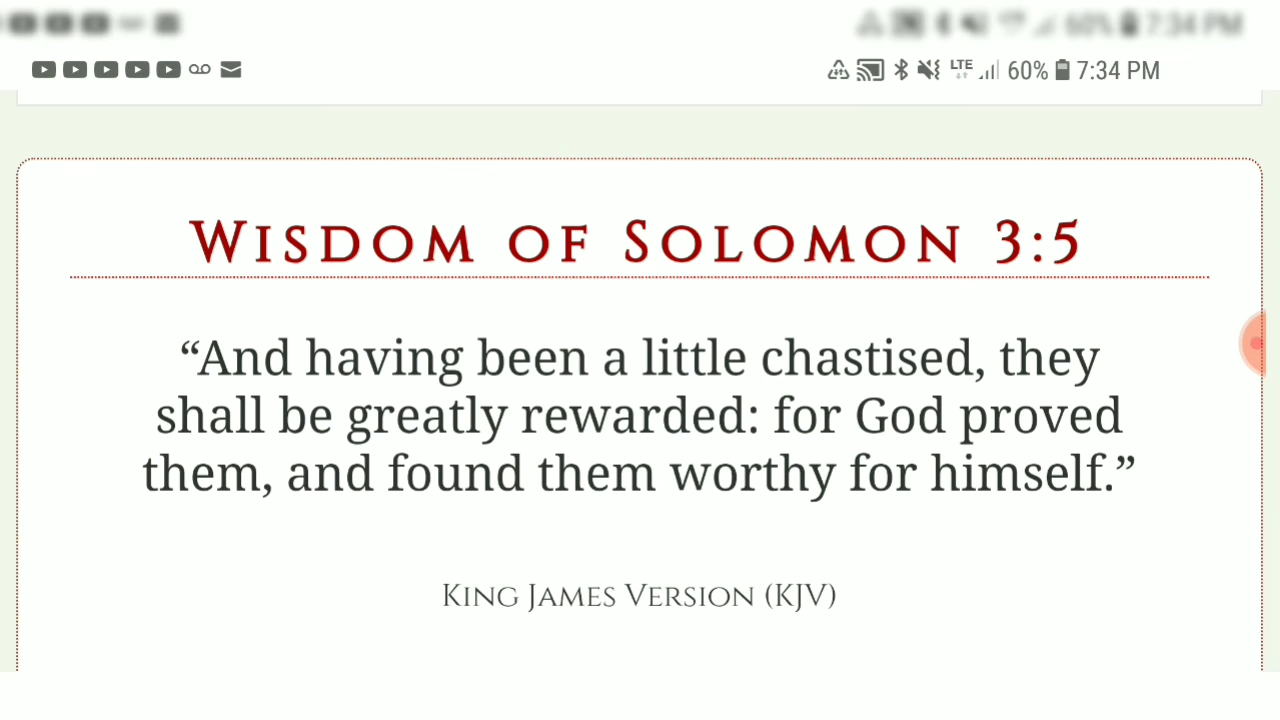 LTE 60% 7:34 PM
Wisdom of Solomon 3:5
“And having been a little chastised, they
shall be greatly rewarded: for God proved
them, and found them worthy for himself.”
King James Version (KJV)